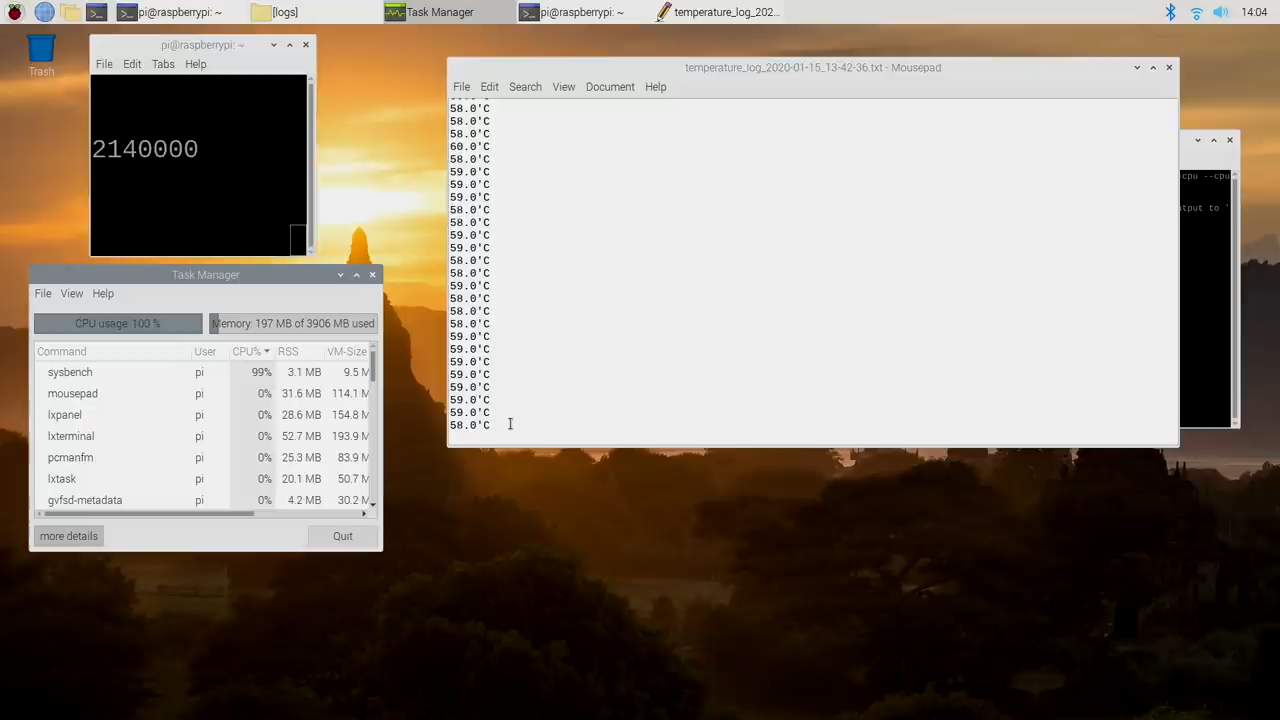 pi@raspberrypi: ~
[logs]
Task Manager
pi@raspberrypi: ~
temperature_log_202...
14:04
Trash
pi@raspberrypi: ~
File Edit Tabs Help
2140000
temperature_log_2020-01-15_13-42-36.txt - Mousepad
File Edit Search View Document Help
58.0'C
58.0'C
58.0'C
60.0'C
58.0'C
59.0'C
59.0'C
59.0'C
58.0'C
58.0'C
59.0'C
59.0'C
58.0'C
58.0'C
59.0'C
58.0'C
58.0'C
58.0'C
59.0'C
59.0'C
59.0'C
59.0'C
59.0'C
59.0'C
59.0'C
58.0'C
cpu --cpu
utput to '
Task Manager
File View Help
CPU usage: 100 %
Memory: 197 MB of 3906 MB used
Command User CPU% RSS VM-Size
sysbench pi 99% 3.1 MB 9.5 M
mousepad pi 0% 31.6 MB 114.1 M
lxpanel pi 0% 28.6 MB 154.8 M
lxterminal pi 0% 52.7 MB 193.9 M
pcmanfm pi 0% 25.3 MB 83.9 M
lxtask pi 0% 20.1 MB 50.7 M
gvfsd-metadata pi 0% 4.2 MB 30.2 M
more details
Quit